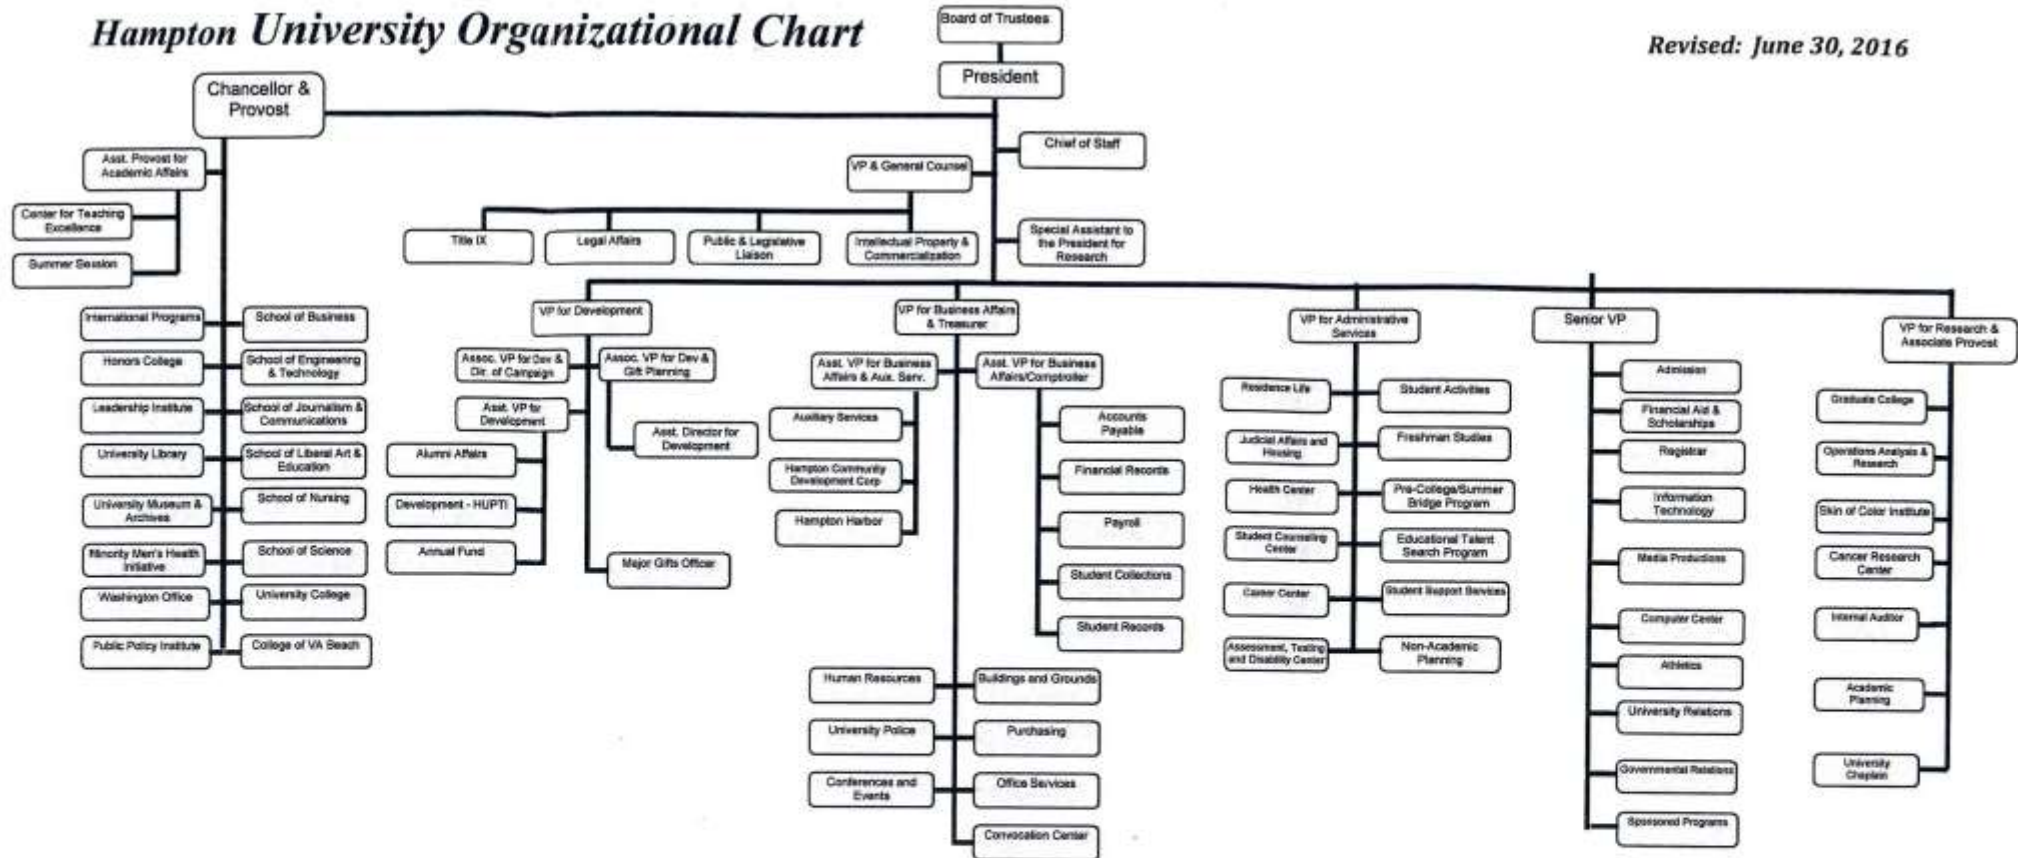 Hampton University Organizational Chart
Revised: June 30, 2016
Board of Trustees
President
Chancellor &
Provost
Chief of Staff
VP & General Counsel
Asst. Provost for
Academic Affairs
Center for Teaching
Excellence
Summer Session
Title IX
Legal Affairs
Public & Legislative
Liaison
Intellectual Property &
Commercialization
Special Assistant to
the President for
Research
International Programs
School of Business
Honors College
School of Engineering
& Technology
Leadership Institute
School of Journalism &
Communications
University Library
School of Liberal Art &
Education
University Museum &
Archives
School of Nursing
Minority Men's Health
Initiative
School of Science
Washington Office
University College
Public Policy Institute
College of VA Beach
VP for Development
Assoc. VP for Dev &
Dir. of Campaign
Assoc. VP for Dev &
Gift Planning
Asst. VP for
Development
Asst. Director for
Development
Alumni Affairs
Development - HUPTI
Annual Fund
Major Gifts Officer
VP for Business Affairs
& Treasurer
Asst. VP for Business
Affairs & Aux. Serv.
Asst. VP for Business
Affairs/Comptroller
Auxiliary Services
Hampton Community
Development Corp
Hampton Harbor
Accounts
Payable
Financial Records
Payroll
Student Collections
Student Records
Human Resources
Buildings and Grounds
University Police
Purchasing
Conferences and
Events
Office Services
Convocation Center
VP for Administrative
Services
Residence Life
Student Activities
Judicial Affairs and
Housing
Freshman Studies
Health Center
Pre-College/Summer
Bridge Program
Student Counseling
Center
Educational Talent
Search Program
Career Center
Student Support Services
Assessment, Testing
and Disability Center
Non-Academic
Planning
Senior VP
Admission
Financial Aid &
Scholarships
Registrar
Information
Technology
Media Productions
Computer Center
Athletics
University Relations
Governmental Relations
Sponsored Programs
VP for Research &
Associate Provost
Graduate College
Operations Analysis &
Research
Skin of Color Institute
Cancer Research
Center
Internal Auditor
Academic
Planning
University
Chaplain